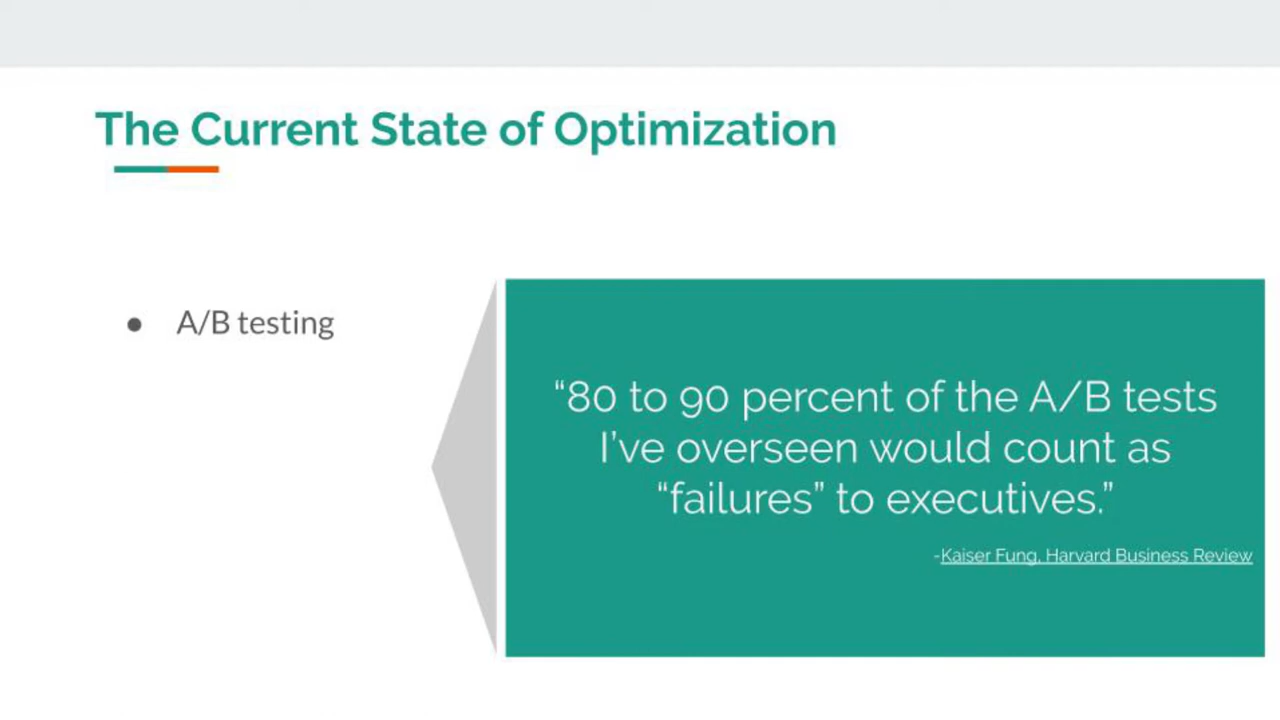 The Current State of Optimization
● A/B testing
“80 to 90 percent of the A/B tests
I’ve overseen would count as
“failures” to executives.”
-Kaiser Fung, Harvard Business Review